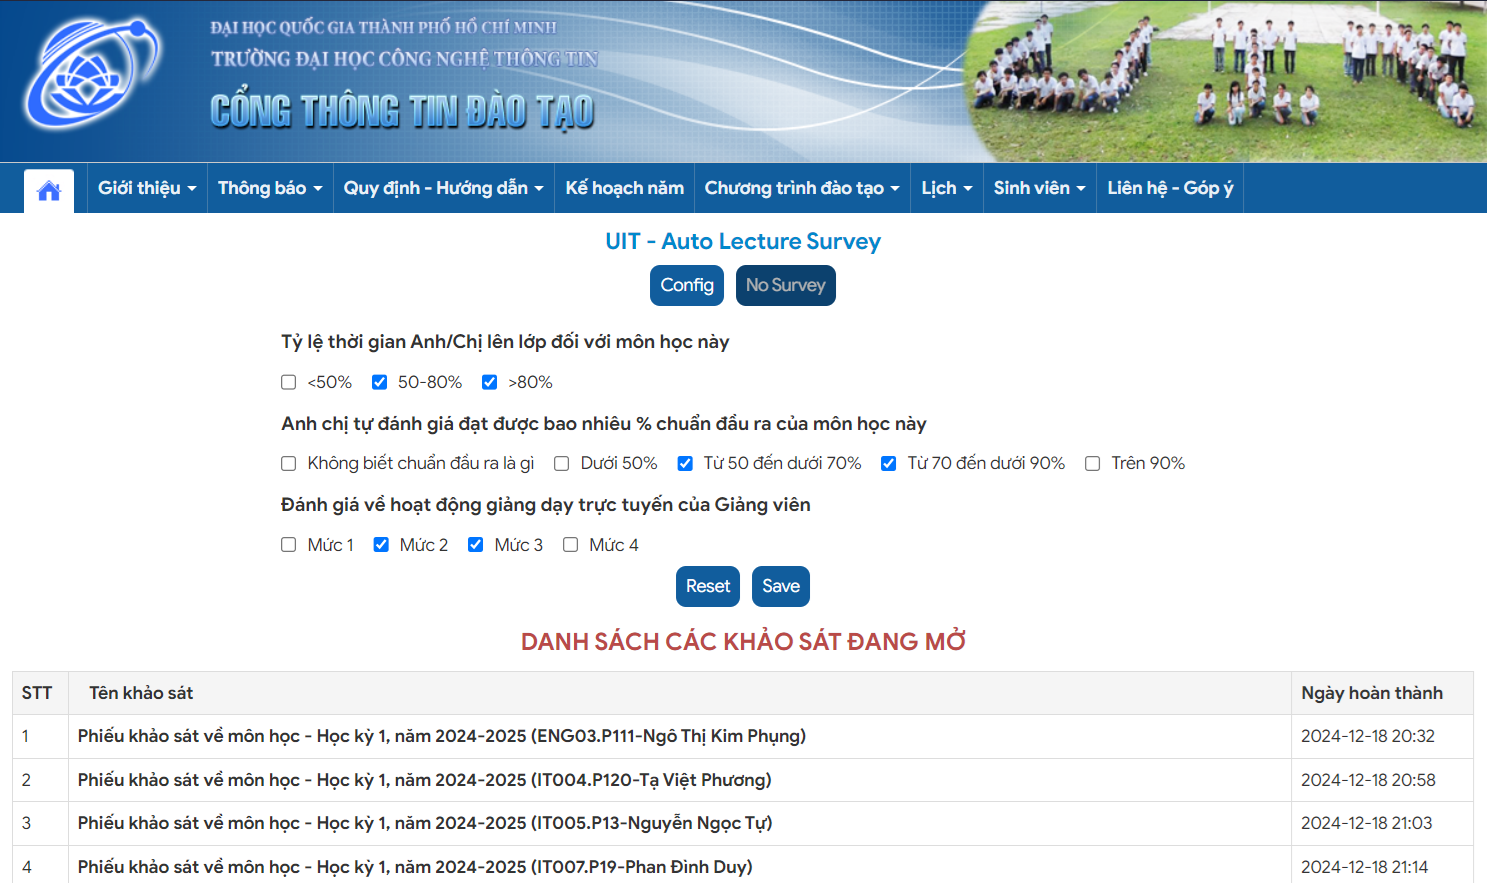 ĐẠI HỌC QUỐC GIA THÀNH PHỐ HỒ CHÍ MINH
TRƯỜNG ĐẠI HỌC CÔNG NGHỆ THÔNG TIN
CỔNG THÔNG TIN ĐÀO TẠO
Giới thiệu Thông báo Quy định - Hướng dẫn Kế hoạch năm Chương trình đào tạo Lịch Sinh viên Liên hệ - Góp ý
UIT - Auto Lecture Survey
Config No Survey
Tỷ lệ thời gian Anh/Chị lên lớp đối với môn học này
<50% 50-80% >80%
Anh chị tự đánh giá đạt được bao nhiêu % chuẩn đầu ra của môn học này
Không biết chuẩn đầu ra là gì Dưới 50% Từ 50 đến dưới 70% Từ 70 đến dưới 90% Trên 90%
Đánh giá về hoạt động giảng dạy trực tuyến của Giảng viên
Mức 1 Mức 2 Mức 3 Mức 4
Reset Save
DANH SÁCH CÁC KHẢO SÁT ĐANG MỞ
STT Tên khảo sát Ngày hoàn thành
1 Phiếu khảo sát về môn học - Học kỳ 1, năm 2024-2025 (ENG03.P111-Ngô Thị Kim Phụng) 2024-12-18 20:32
2 Phiếu khảo sát về môn học - Học kỳ 1, năm 2024-2025 (IT004.P120-Tạ Việt Phương) 2024-12-18 20:58
3 Phiếu khảo sát về môn học - Học kỳ 1, năm 2024-2025 (IT005.P13-Nguyễn Ngọc Tự) 2024-12-18 21:03
4 Phiếu khảo sát về môn học - Học kỳ 1, năm 2024-2025 (IT007.P19-Phan Đình Duy) 2024-12-18 21:14